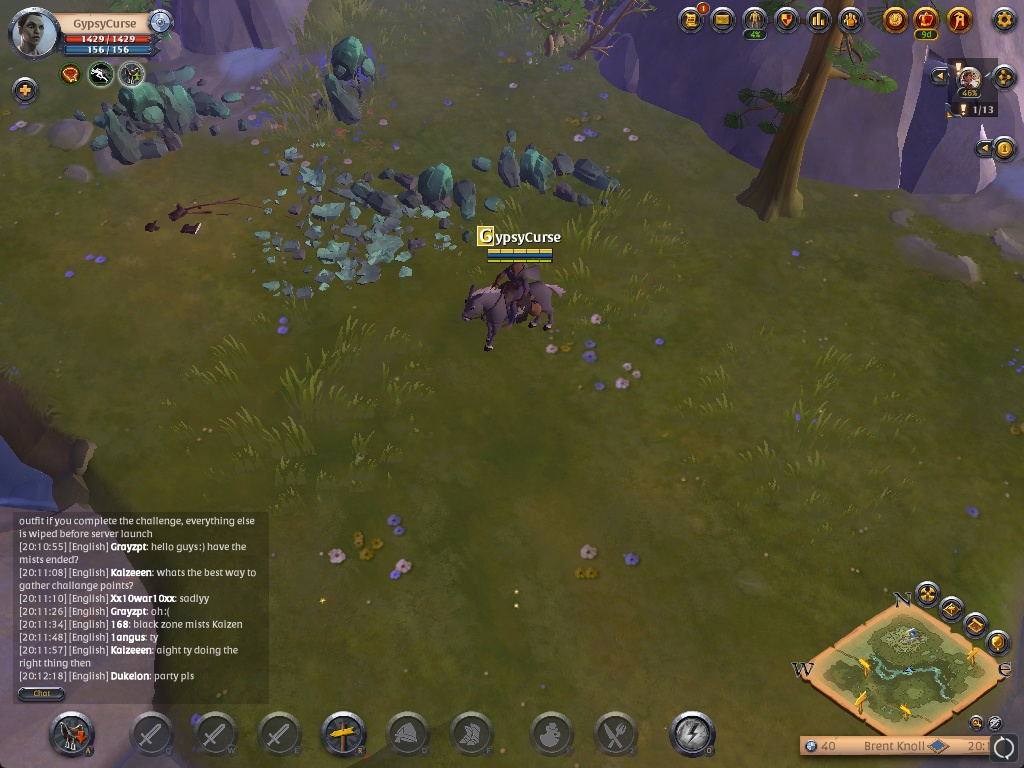 GypsyCurse
1429 / 1429
156 / 156
1
4%
9d
46%
1/13
1
GypsyCurse
outfit if you complete the challenge, everything else
is wiped before server launch
[20:10:55] [English] Grayzpt: hello guys:) have the
mists ended?
[20:11:08] [English] Kaizeeen: whats the best way to
gather challange points?
[20:11:10] [English] Xx10war10xx: sadlyy
[20:11:26] [English] Grayzpt: oh:(
[20:11:34] [English] 168: black zone mists Kaizen
[20:11:48] [English] 1angus: ty
[20:11:57] [English] Kaizeeen: aight ty doing the
right thing then
[20:12:18] [English] Dukeion: party pls
Chat
N
W
E
A
Q
W
E
R
D
F
40
Brent Knoll
20: